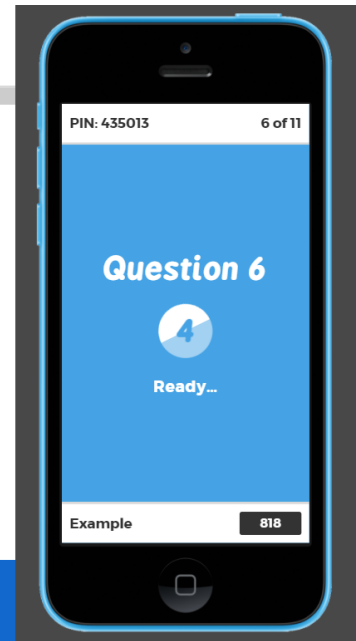 PIN: 435013 6 of 11
Question 6
4
Ready...
Example 818